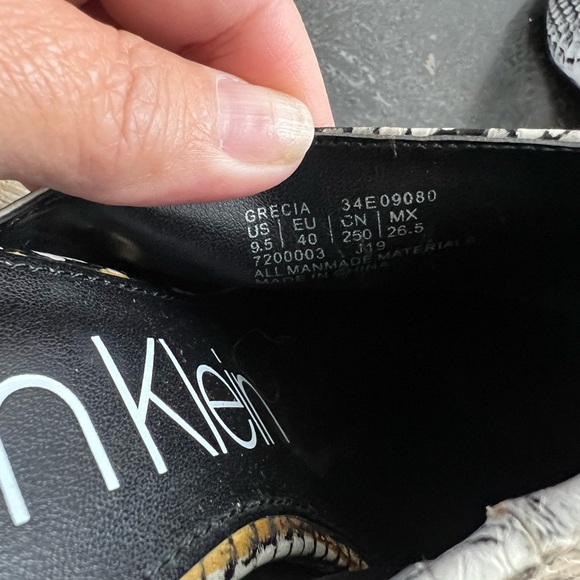 GRECIA 34E09080
US | EU | CN | MX
9.5 | 40 | 250 | 26.5
7200003 J19
ALL MANMADE MATERIALS
MADE IN CHINA
n Klein